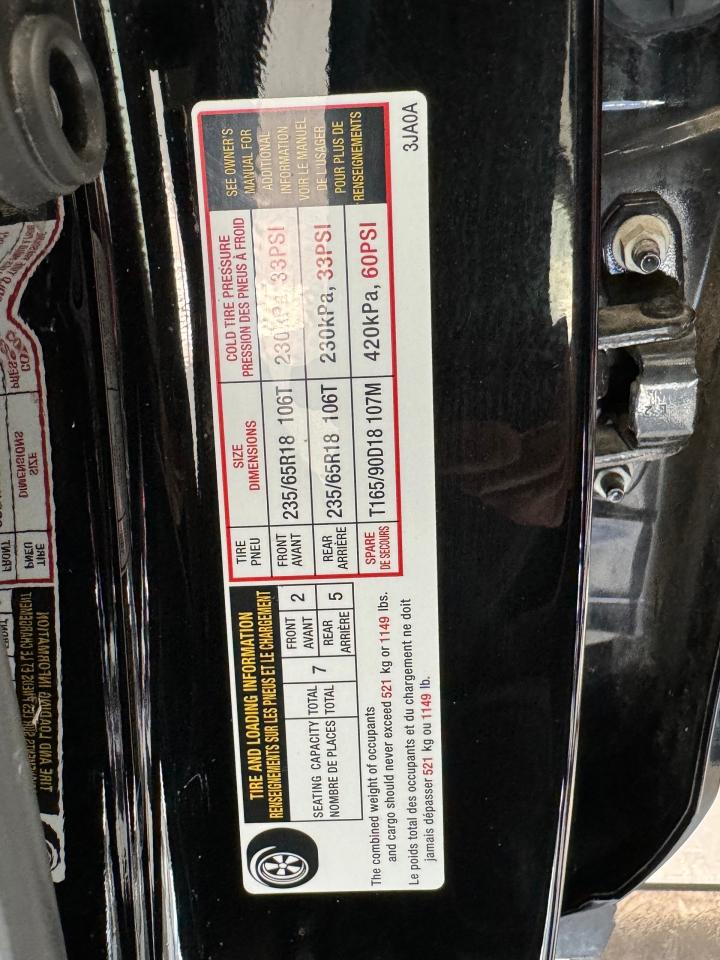 TIRE AND LOADING INFORMATION
RENSEIGNEMENTS SUR LES PNEUS ET LE CHARGEMENT
SEATING CAPACITY TOTAL 7 FRONT 2
NOMBRE DE PLACES TOTAL AVANT
REAR 5
ARRIÈRE
The combined weight of occupants
and cargo should never exceed 521 kg or 1149 lbs.
Le poids total des occupants et du chargement ne doit
jamais dépasser 521 kg ou 1149 lb.
TIRE SIZE COLD TIRE PRESSURE
PNEU DIMENSIONS PRESSION DES PNEUS À FROID
FRONT 235/65R18 106T 230kPa, 33PSI
AVANT
REAR 235/65R18 106T 230kPa, 33PSI
ARRIÈRE
SPARE T165/90D18 107M 420kPa, 60PSI
DE SECOURS
SEE OWNER'S
MANUAL FOR
ADDITIONAL
INFORMATION
VOIR LE MANUEL
DE L'USAGER
POUR PLUS DE
RENSEIGNEMENTS
3JA0A